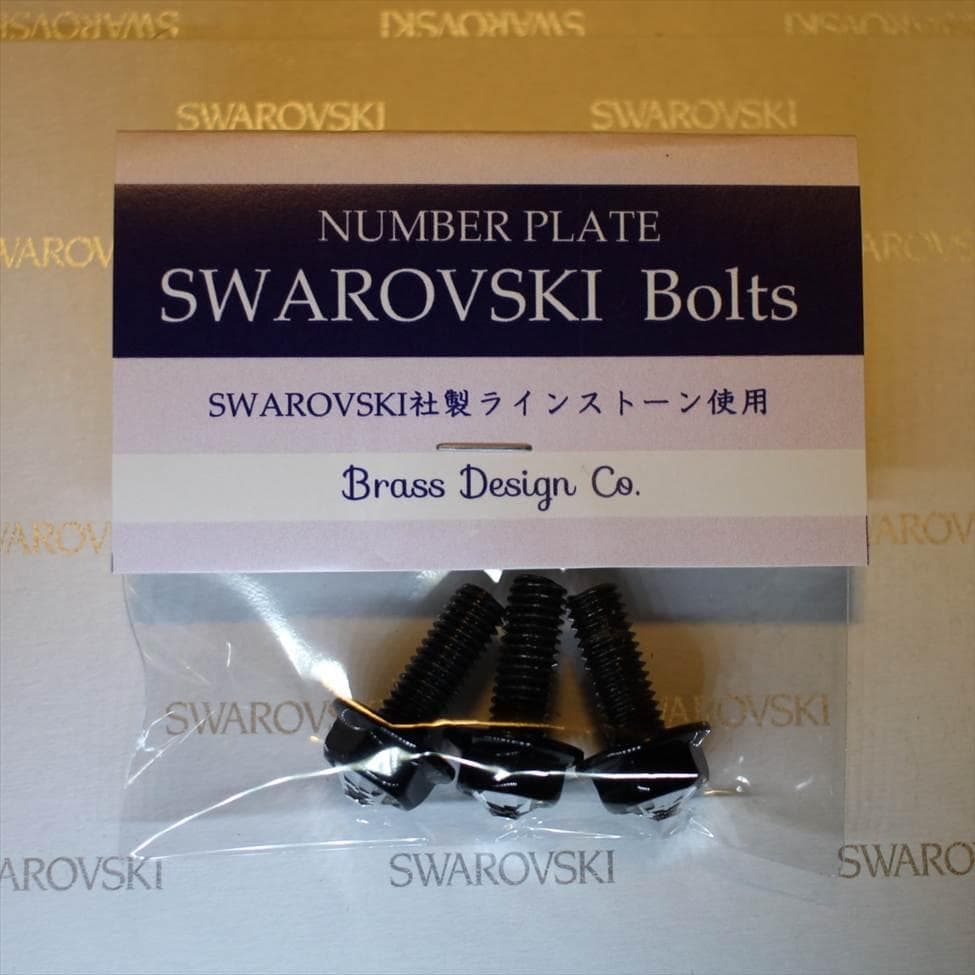 SWAROVSKI
SWAROVSKI
SWAROVSKI
SWAROVSKI
SWAROVSKI
NUMBER PLATE
SWAROVSKI Bolts
SWAROVSKI社製ラインストーン使用
Brass Design Co.
SWAROVSKI
SWAROVSKI
SWAROVSKI